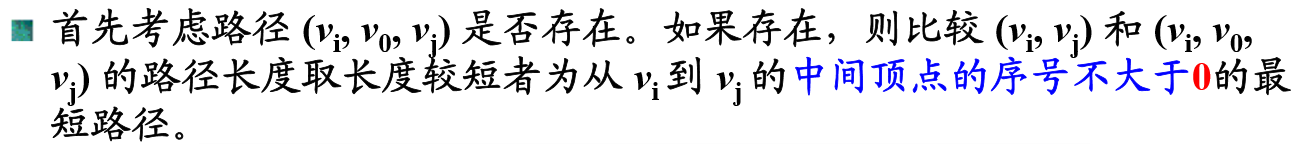 首先考虑路径 (vi, v0, vj) 是否存在。如果存在，则比较 (vi, vj) 和 (vi, v0,
vj) 的路径长度取长度较短者为从 vi 到 vj 的中间顶点的序号不大于0的最
短路径。